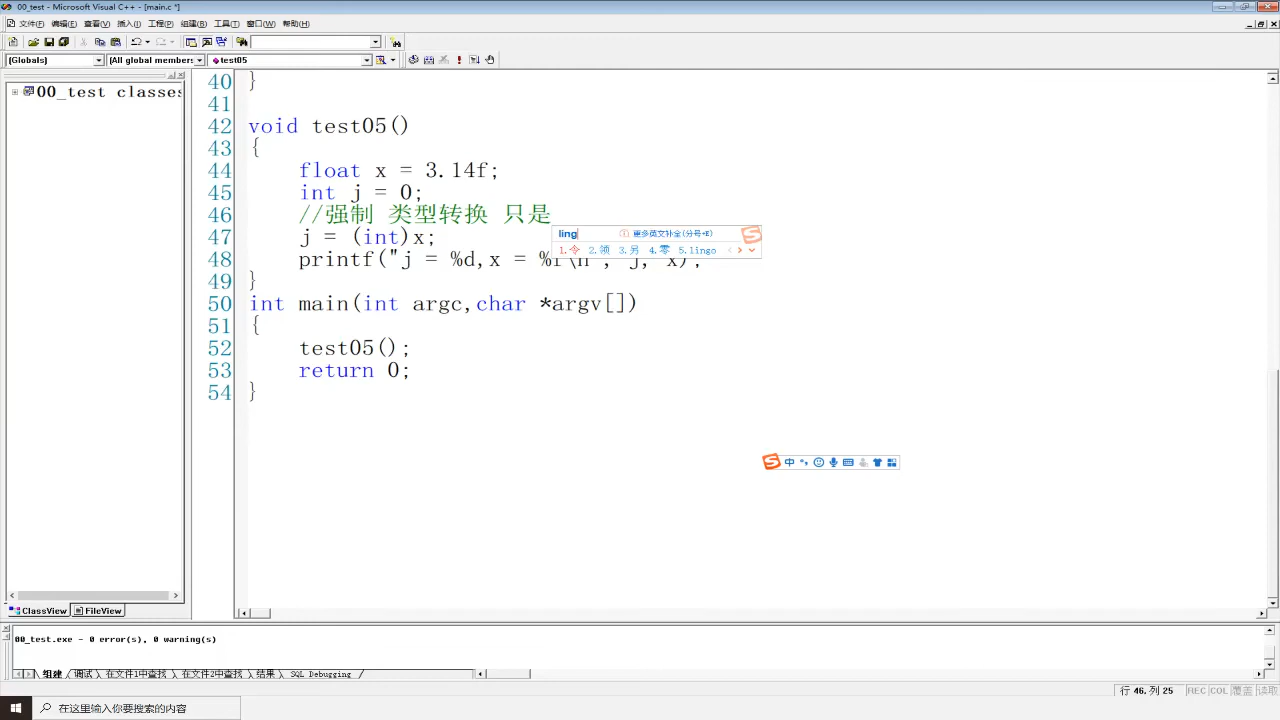 00_test - Microsoft Visual C++ - [main.c *]
文件(F) 编辑(E) 查看(V) 插入(I) 工程(P) 组建(B) 工具(T) 窗口(W) 帮助(H)
(Globals) (All global members test05
00_test classes
40 }
41
42 void test05()
43 {
44 float x = 3.14f;
45 int j = 0;
46 //强制 类型转换 只是
ling 更多英文补全(分号+E)
1.令 2.领 3.另 4.零 5.lingo
47 j = (int)x;
48 printf("j = %d,x = %f\n", j, x);
49 }
50 int main(int argc,char *argv[])
51 {
52 test05();
53 return 0;
54 }
中
ClassView FileView
00_test.exe - 0 error(s), 0 warning(s)
组建 调试 在文件1中查找 在文件2中查找 结果 SQL Debugging
行 46, 列 25 REC COL 覆盖 读取
在这里输入你要搜索的内容